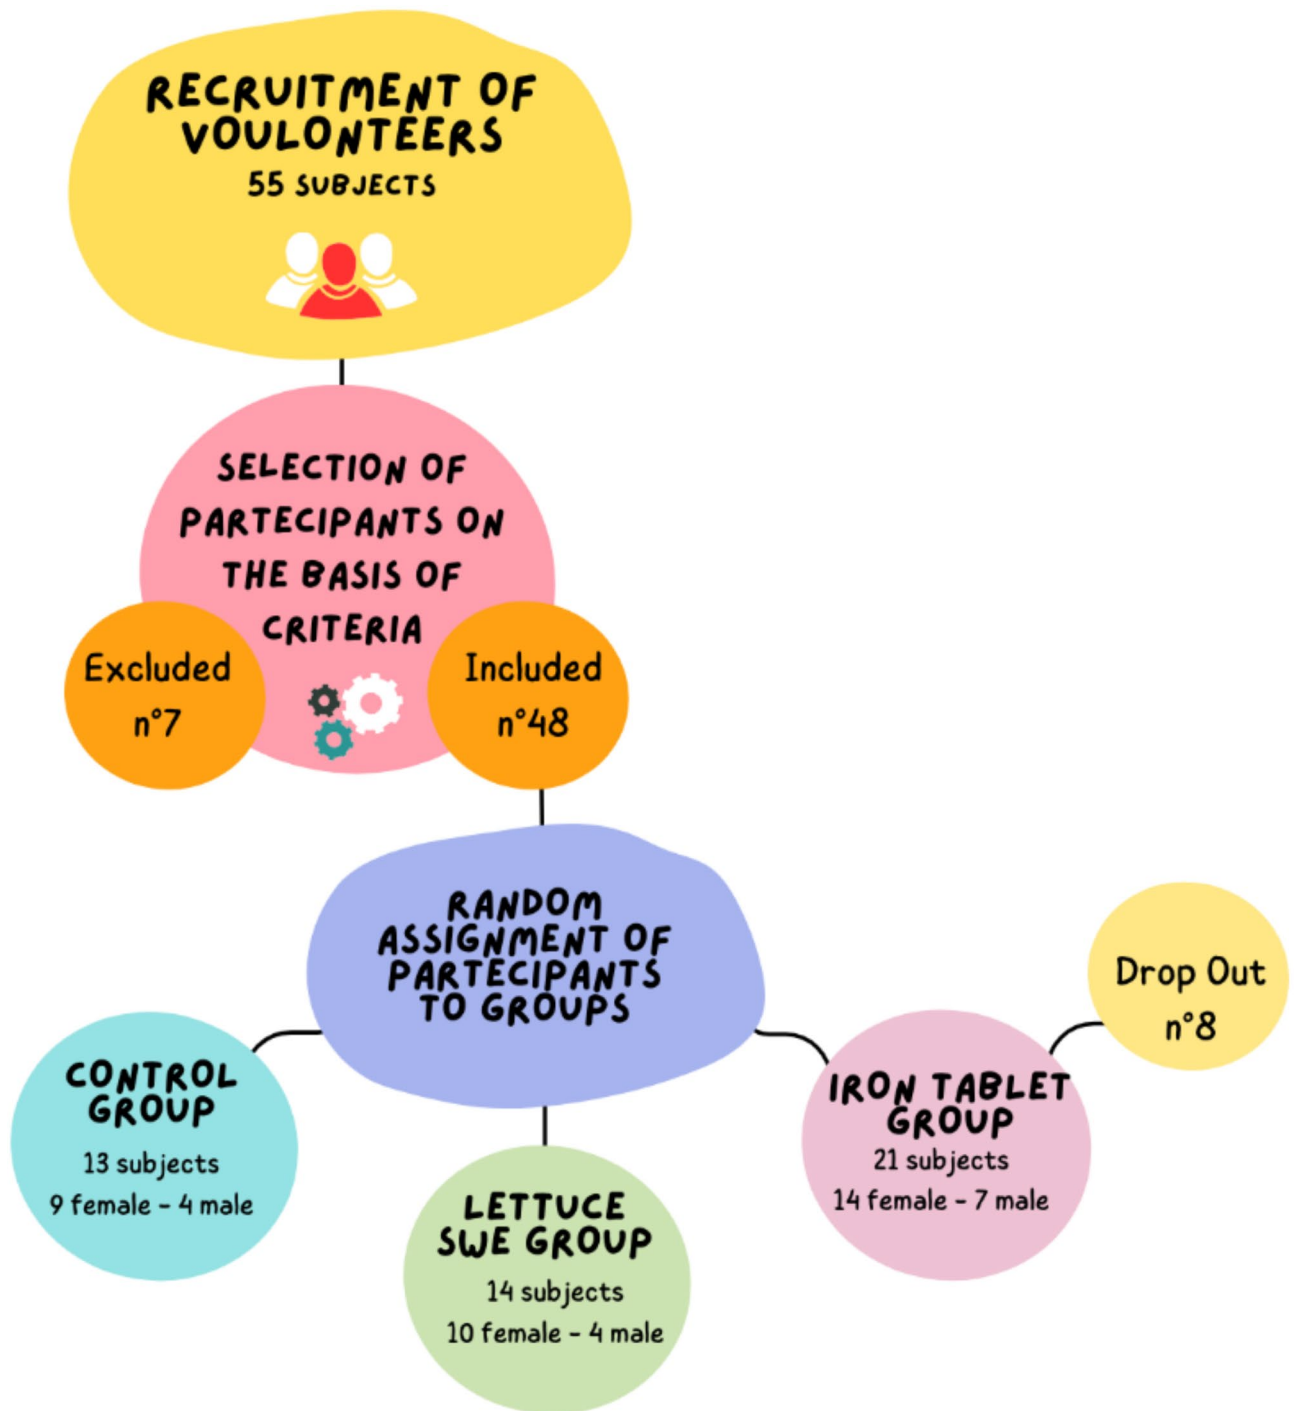 RECRUITMENT OF
VOULONTEERS
55 SUBJECTS
SELECTION OF
PARTECIPANTS ON
THE BASIS OF
CRITERIA
Excluded
n°7
Included
n°48
RANDOM
ASSIGNMENT OF
PARTECIPANTS
TO GROUPS
Drop Out
n°8
CONTROL
GROUP
13 subjects
9 female - 4 male
LETTUCE
SWE GROUP
14 subjects
10 female - 4 male
IRON TABLET
GROUP
21 subjects
14 female - 7 male